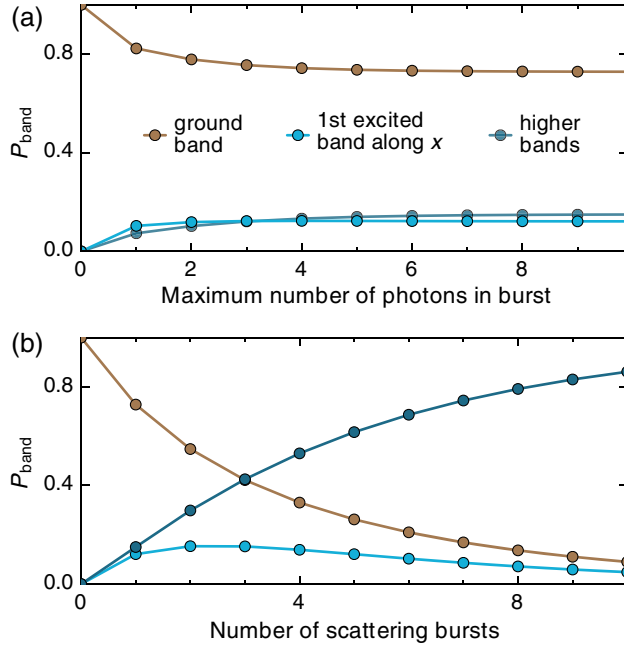 (a)
0.8
0.4
0.0
P_band
ground band
1st excited band along x
higher bands
0 2 4 6 8
Maximum number of photons in burst
(b)
0.8
0.4
0.0
P_band
0 4 8
Number of scattering bursts